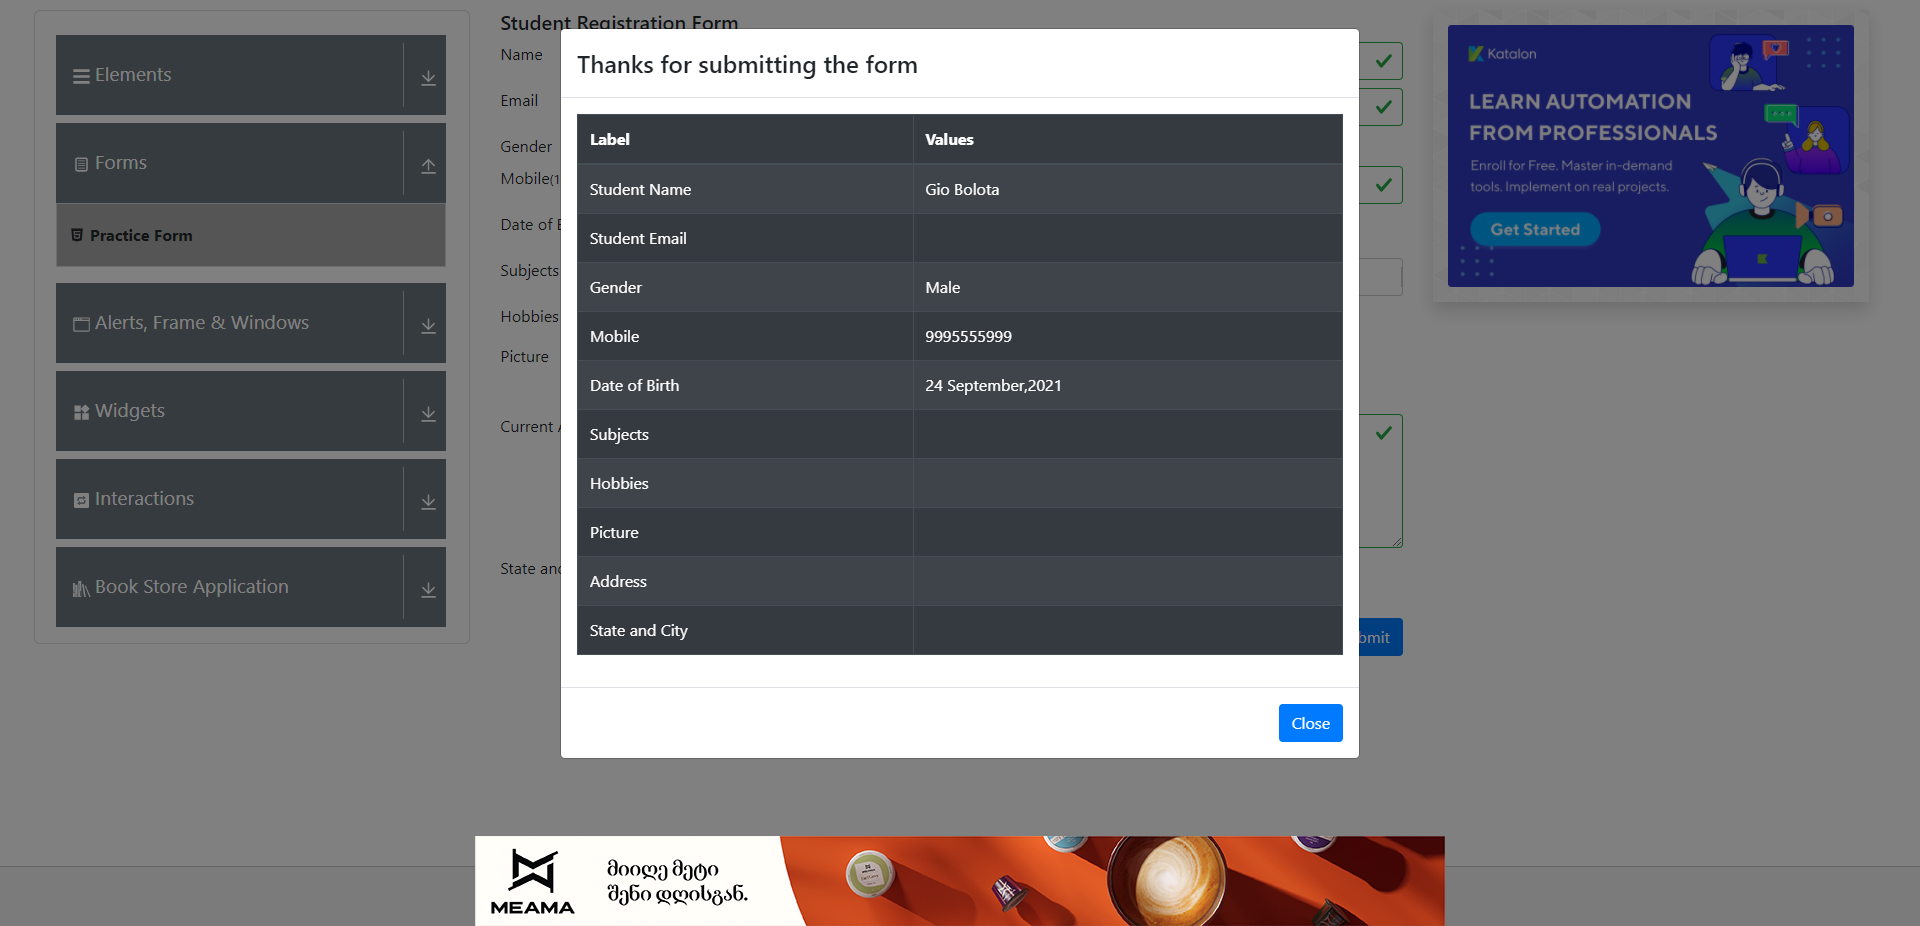 Elements
Forms
Practice Form
Alerts, Frame & Windows
Widgets
Interactions
Book Store Application
Student Registration Form
Name
Email
Gender
Mobile(1
Date of
Subjects
Hobbies
Picture
Current
State and
bmit
Thanks for submitting the form
Label Values
Student Name Gio Bolota
Student Email
Gender Male
Mobile 9995555999
Date of Birth 24 September,2021
Subjects
Hobbies
Picture
Address
State and City
Close
Katalon
LEARN AUTOMATION
FROM PROFESSIONALS
Enroll for Free. Master in-demand
tools. Implement on real projects.
Get Started
MEAMA
მიიღე მეტი
შენი დღისგან.